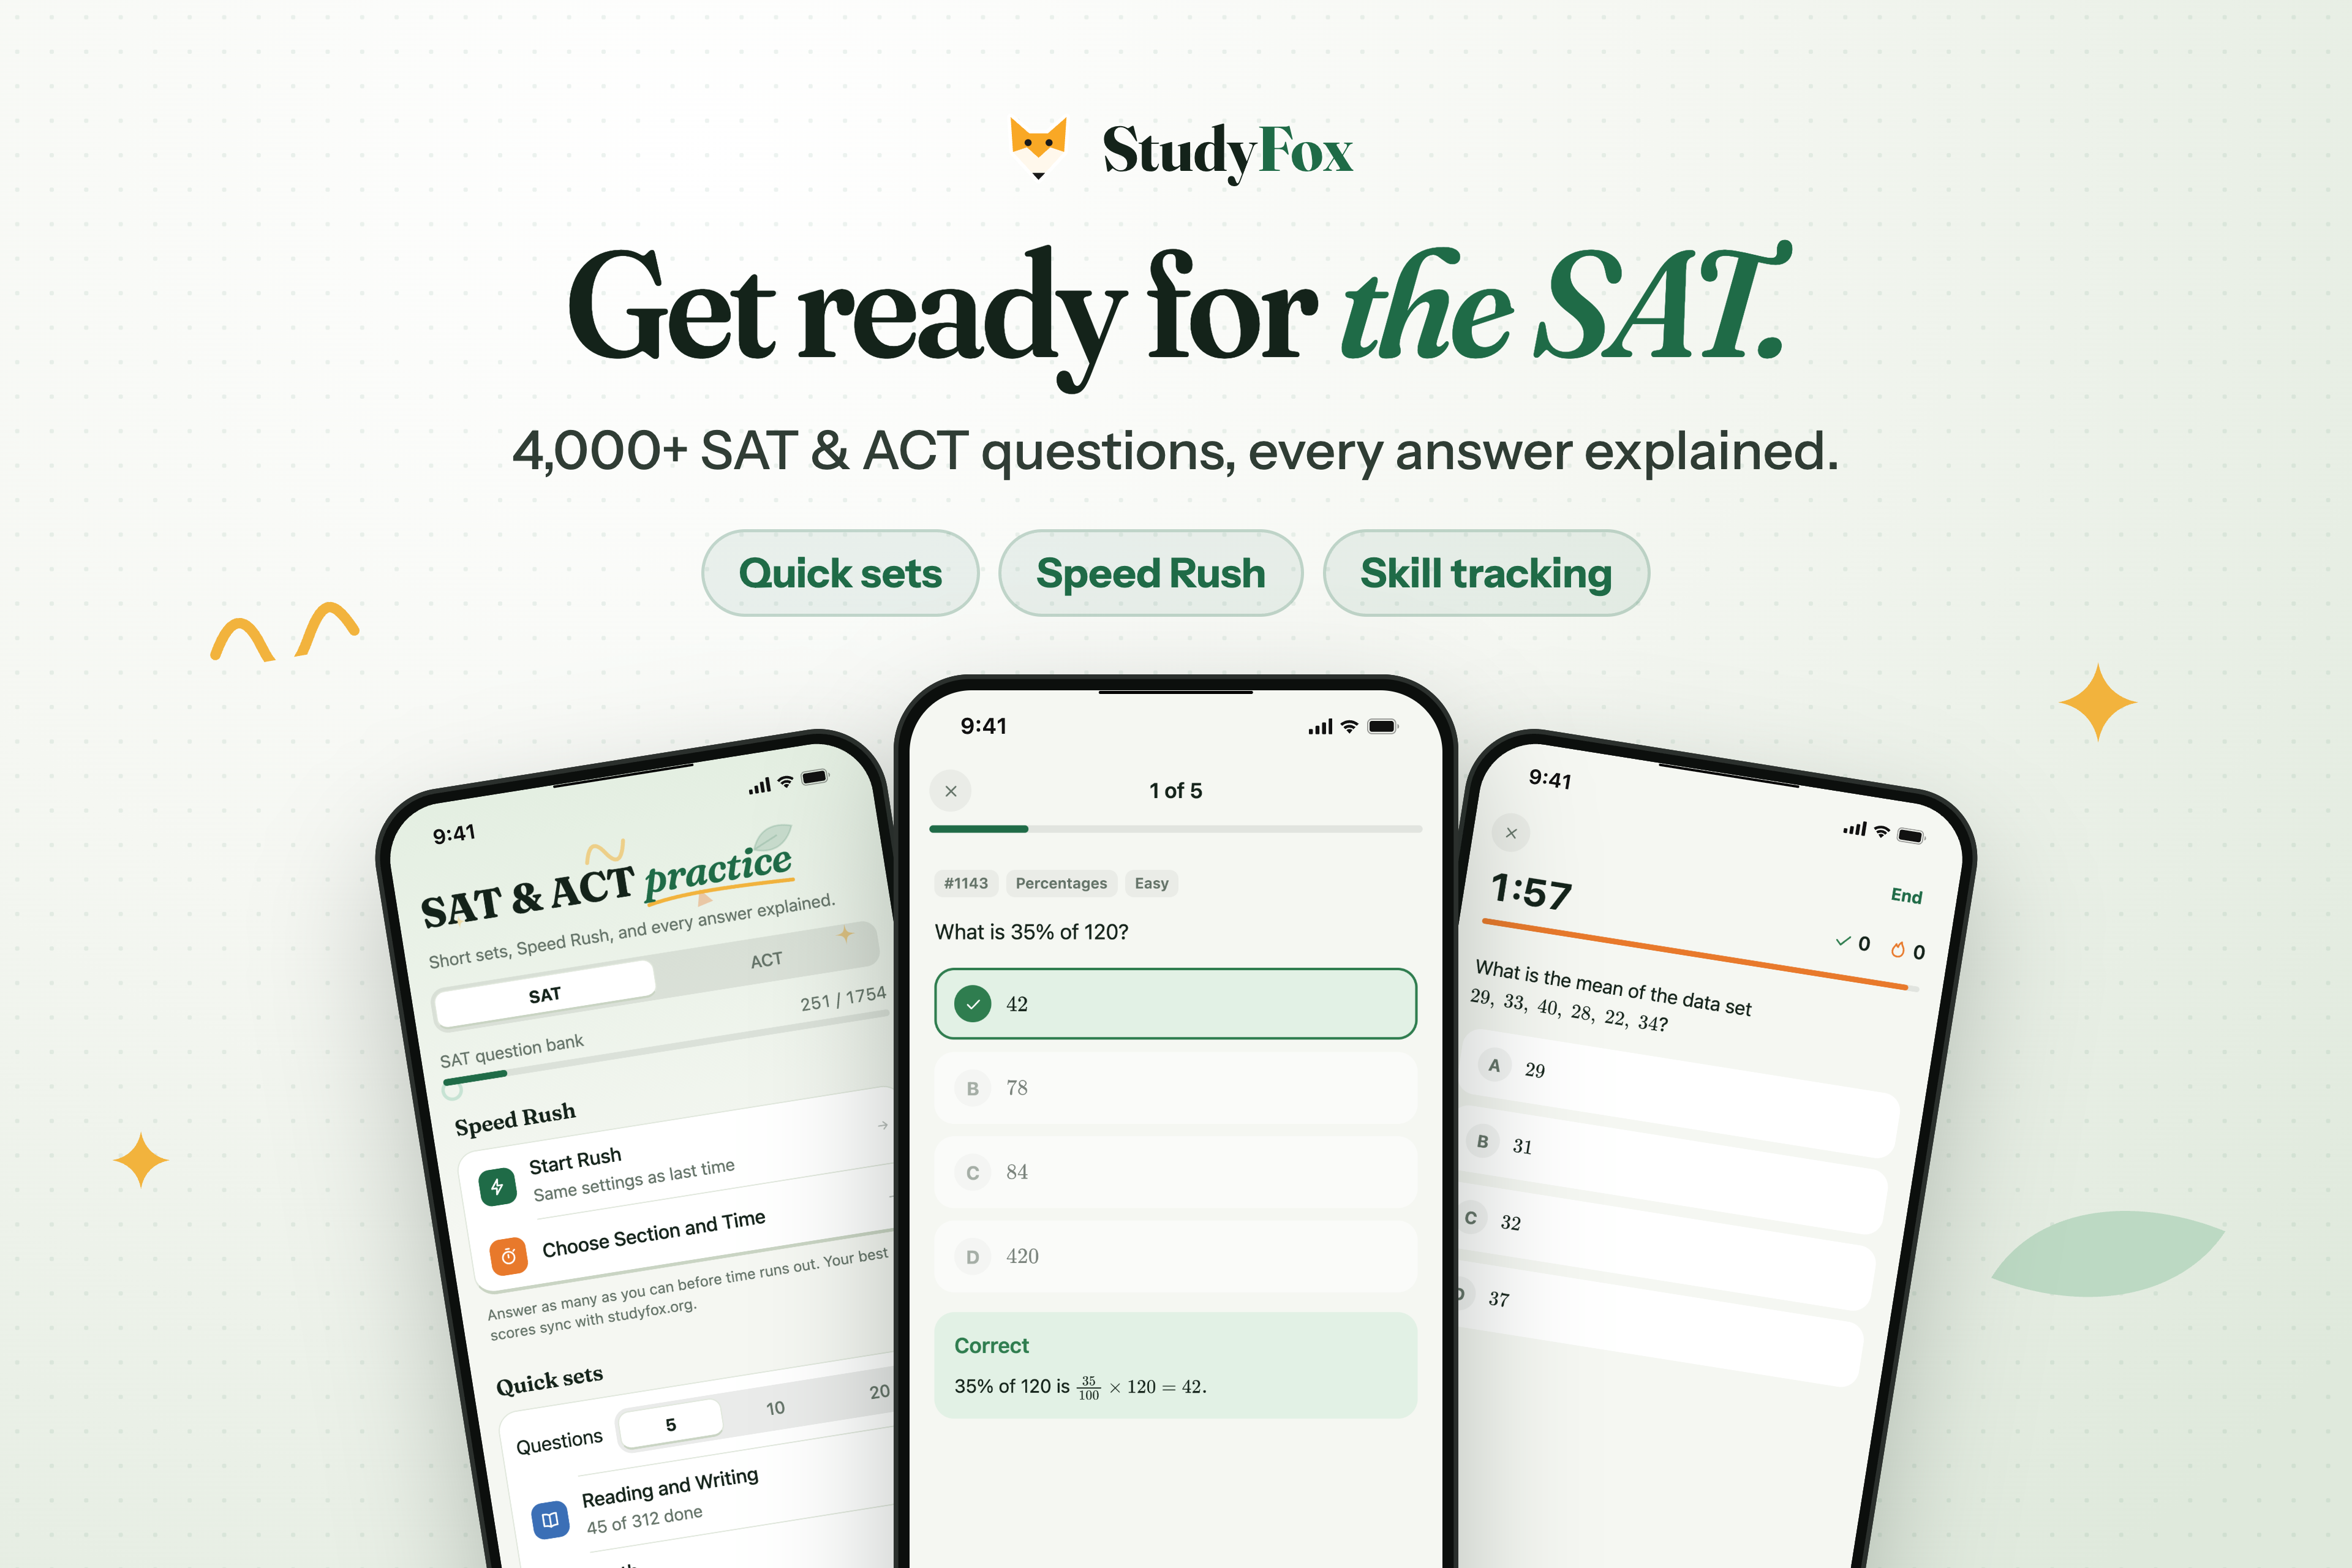 StudyFox
Get ready for the SAT.
4,000+ SAT & ACT questions, every answer explained.
Quick sets
Speed Rush
Skill tracking
9:41
SAT & ACT practice
Short sets, Speed Rush, and every answer explained.
SAT
ACT
SAT question bank
251 / 1754
Speed Rush
Start Rush
Same settings as last time
Choose Section and Time
Answer as many as you can before time runs out. Your best
scores sync with studyfox.org.
Quick sets
Questions
5
10
20
Reading and Writing
45 of 312 done
9:41
1 of 5
#1143
Percentages
Easy
What is 35% of 120?
42
B 78
C 84
D 420
Correct
35% of 120 is 35/100 × 120 = 42.
9:41
1:57
End
0
0
What is the mean of the data set
29, 33, 40, 28, 22, 34?
A 29
B 31
C 32
D 37